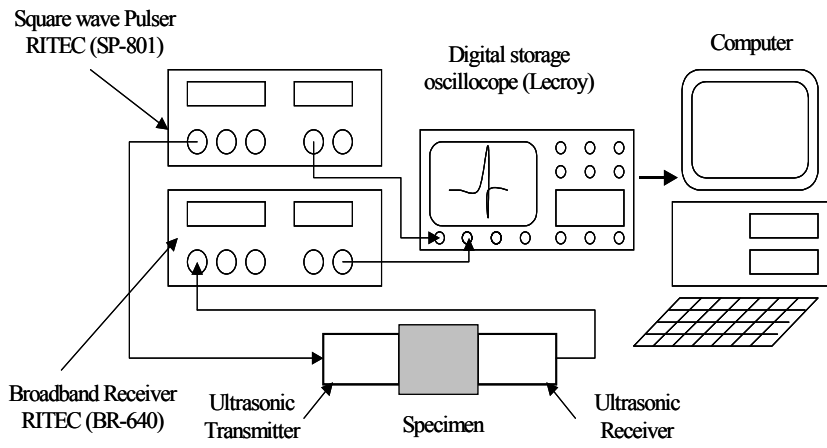 Square wave Pulser
RITEC (SP-801)
Digital storage
oscillocope (Lecroy)
Computer
Broadband Receiver
RITEC (BR-640)
Ultrasonic
Transmitter
Specimen
Ultrasonic
Receiver